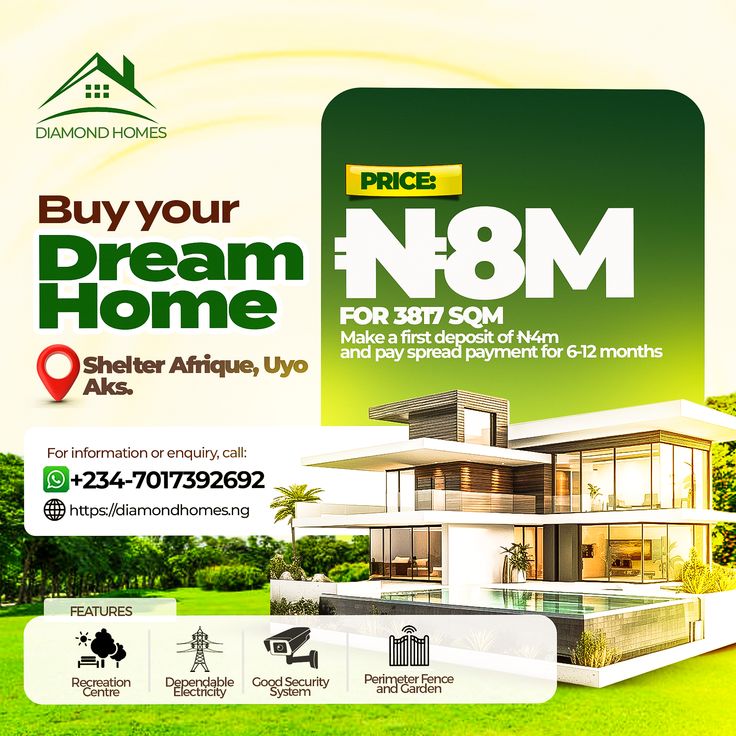 DIAMOND HOMES
Buy your
Dream
Home
Shelter Afrique, Uyo
Aks.
PRICE:
₦8M
FOR 3817 SQM
Make a first deposit of ₦4m
and pay spread payment for 6-12 months
For information or enquiry, call:
+234-7017392692
https://diamondhomes.ng
FEATURES
Recreation
Centre
Dependable
Electricity
Good Security
System
Perimeter Fence
and Garden